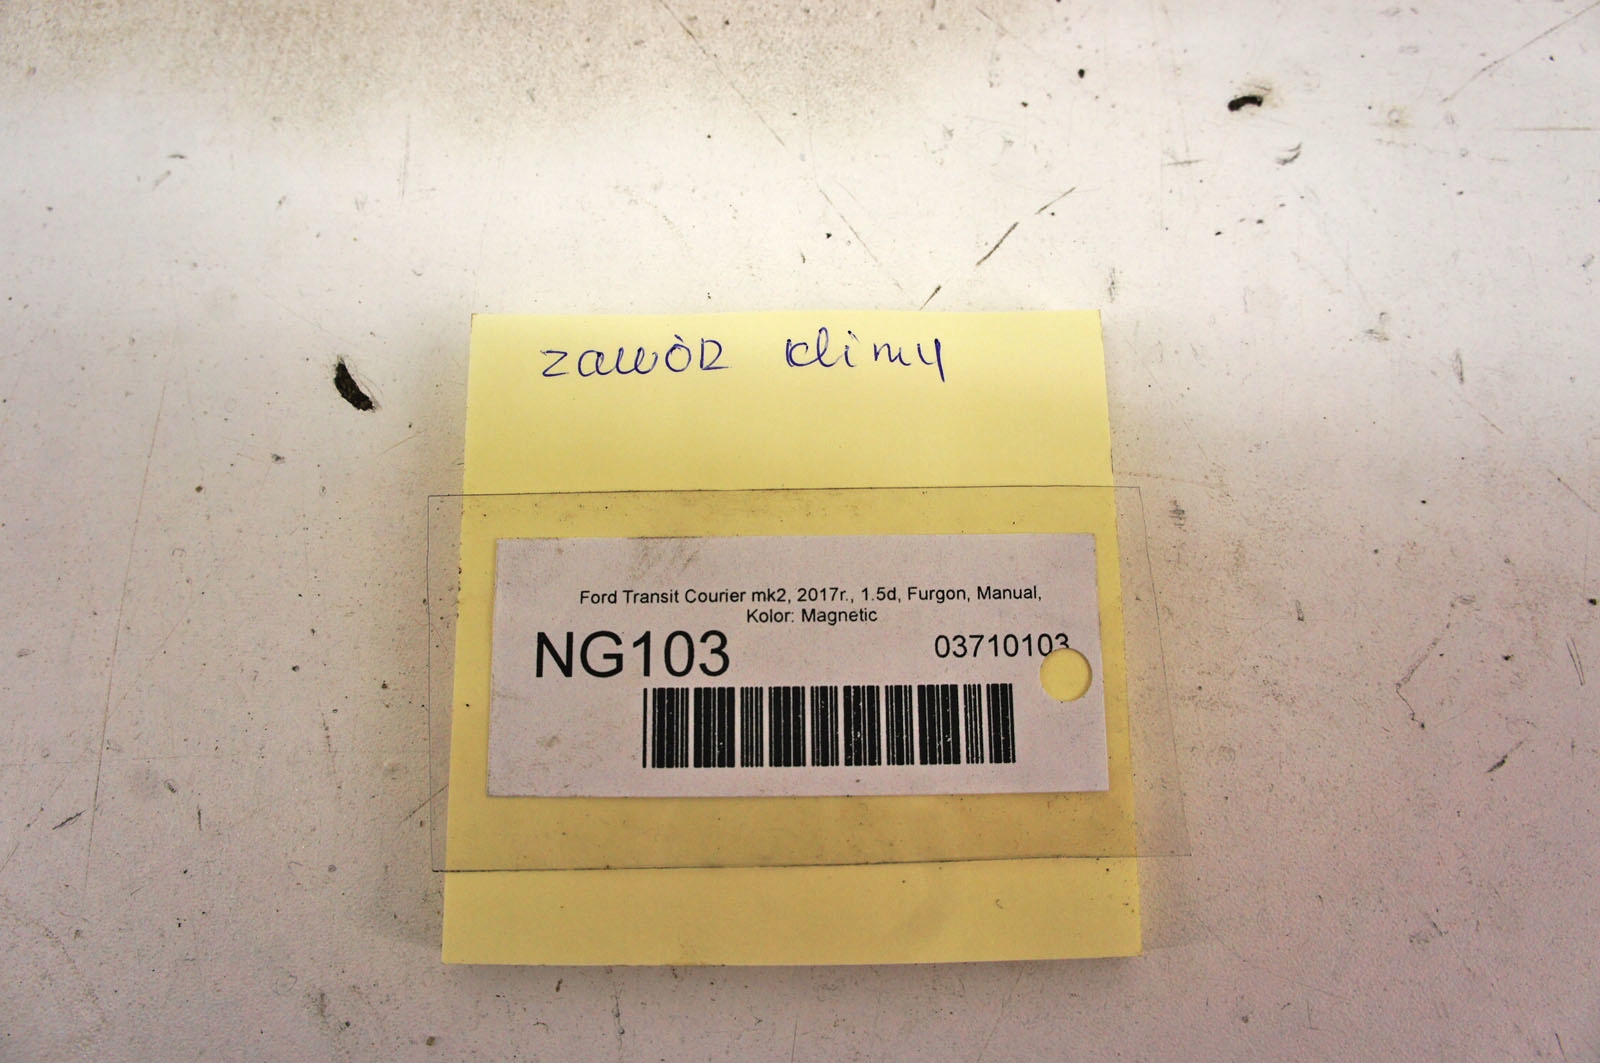 zawór klimy
Ford Transit Courier mk2, 2017r., 1.5d, Furgon, Manual,
Kolor: Magnetic
NG103 03710103